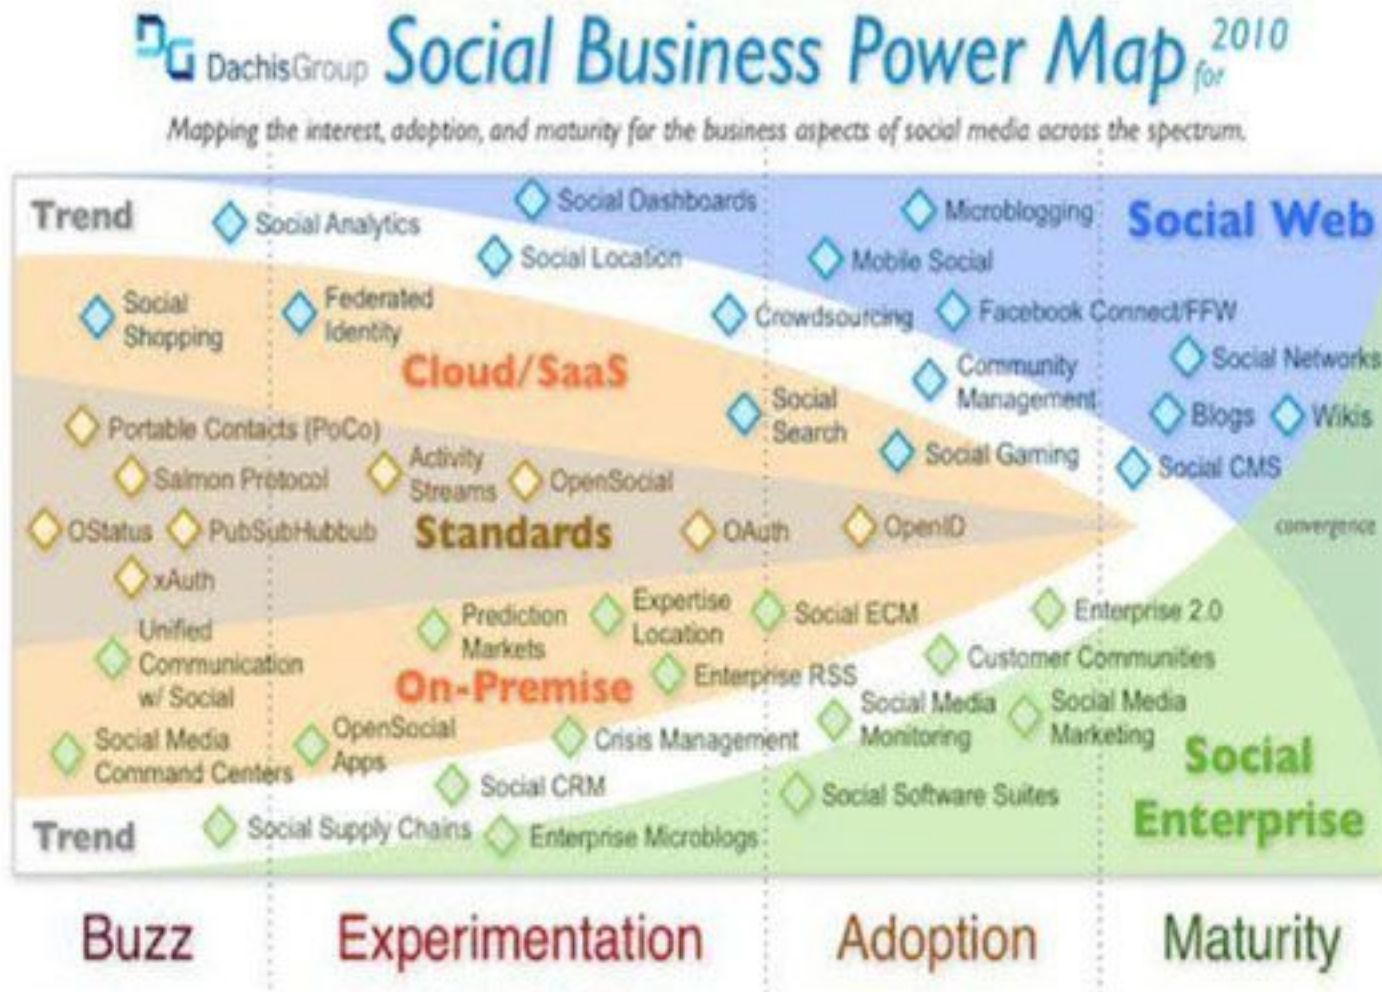 DG DachisGroup Social Business Power Map for 2010
Mapping the interest, adoption, and maturity for the business aspects of social media across the spectrum.
Trend
Social Analytics
Social Dashboards
Microblogging
Social Web
Social Location
Mobile Social
Social
Shopping
Federated
Identity
Crowdsourcing
Facebook Connect/FFW
Cloud/SaaS
Community
Management
Social Networks
Social
Search
Blogs
Wikis
Portable Contacts (PoCo)
Social Gaming
Social CMS
Salmon Protocol
Activity
Streams
OpenSocial
OStatus
PubSubHubbub
Standards
OAuth
OpenID
convergence
xAuth
Unified
Communication
w/ Social
Prediction
Markets
Expertise
Location
Social ECM
Enterprise 2.0
On-Premise
Enterprise RSS
Customer Communities
Social Media
Command Centers
OpenSocial
Apps
Crisis Management
Social Media
Monitoring
Social Media
Marketing
Social
Enterprise
Social CRM
Social Software Suites
Trend
Social Supply Chains
Enterprise Microblogs
Buzz
Experimentation
Adoption
Maturity